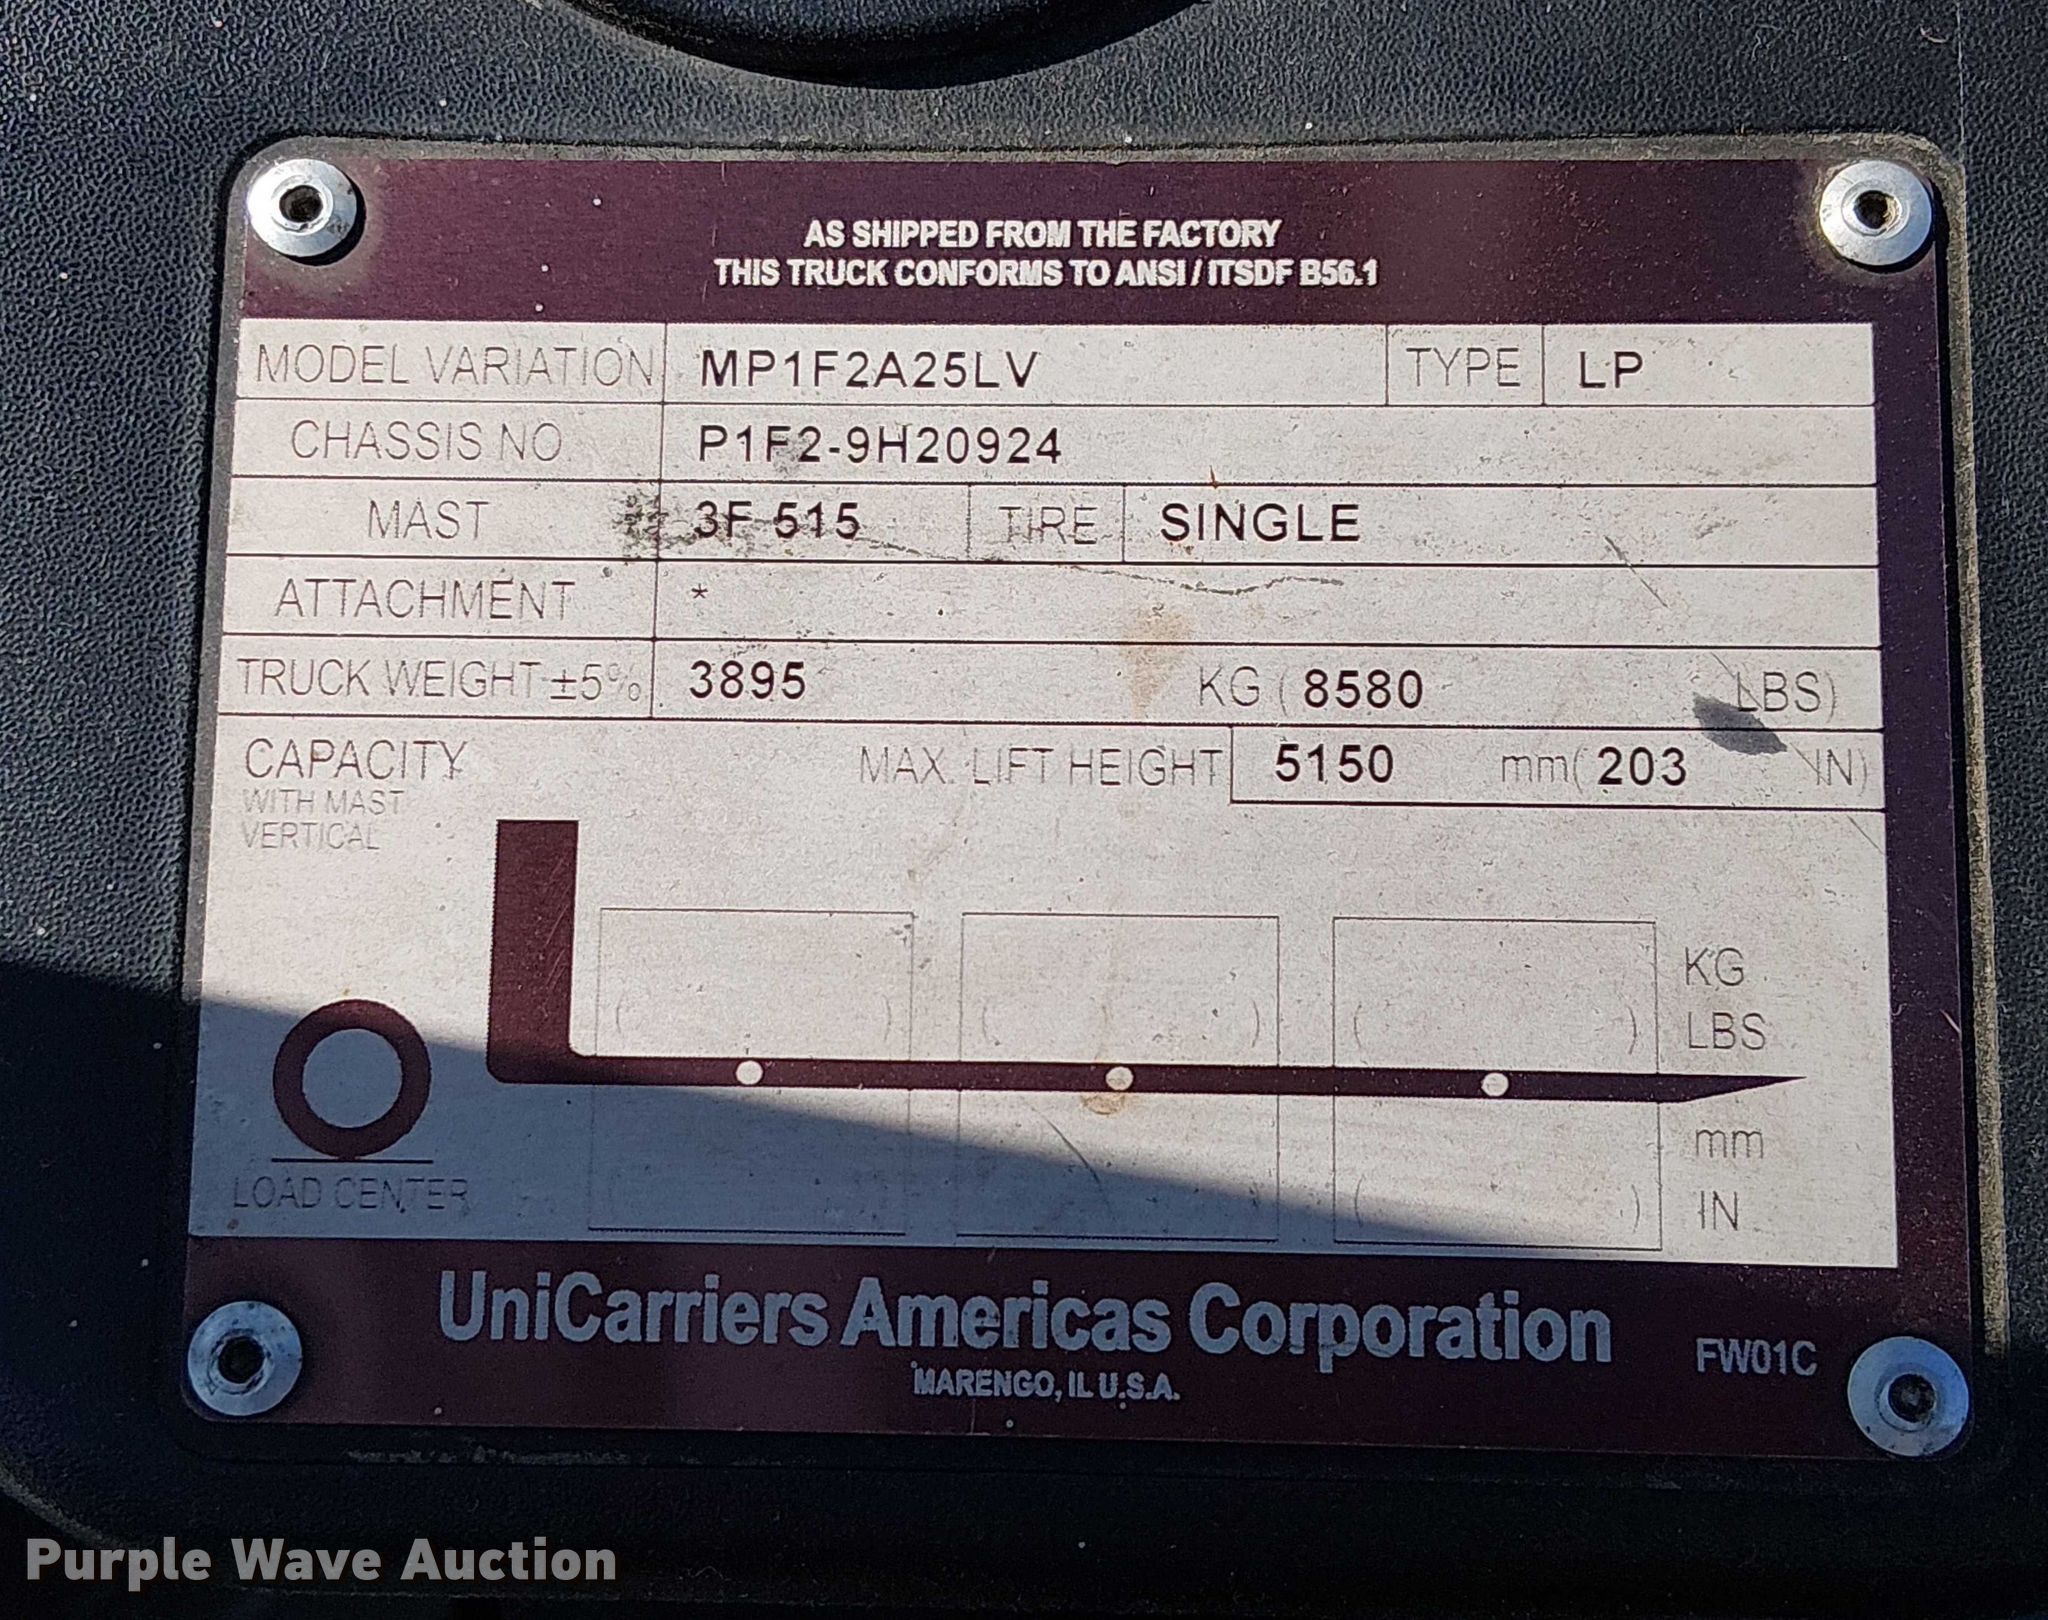 AS SHIPPED FROM THE FACTORY
THIS TRUCK CONFORMS TO ANSI / ITSDF B56.1
MODEL VARIATION MP1F2A25LV TYPE LP
CHASSIS NO. P1F2-9H20924
MAST 3F 515 TIRE SINGLE
ATTACHMENT *
TRUCK WEIGHT ±5% 3895 KG ( 8580 LBS)
CAPACITY MAX. LIFT HEIGHT 5150 mm( 203 IN)
WITH MAST
VERTICAL
KG
( ) ( ) ( ) LBS
mm
LOAD CENTER ( ) ( ) ( ) IN
UniCarriers Americas Corporation FW01C
MARENGO, IL U.S.A.
Purple Wave Auction